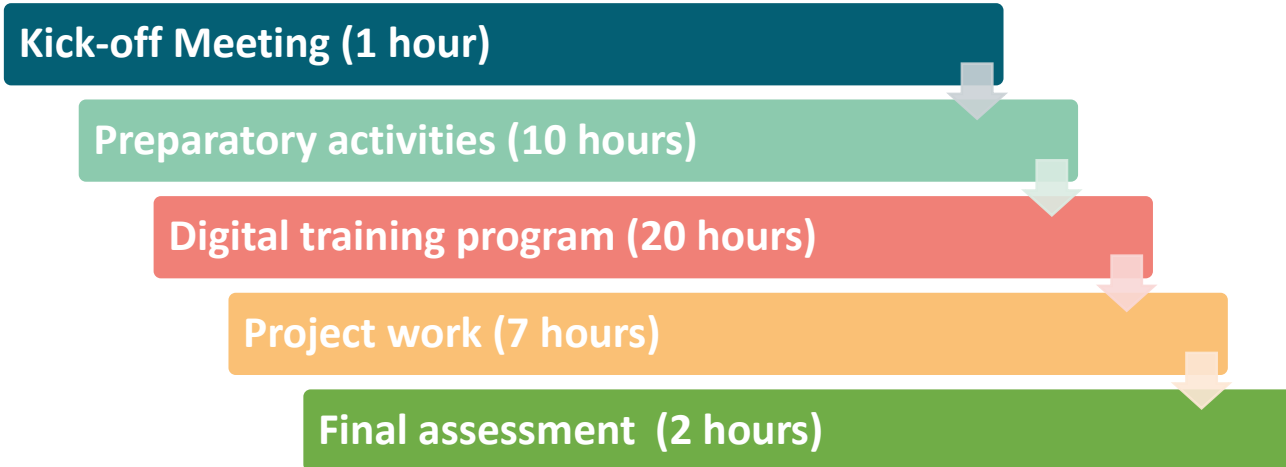 Kick-off Meeting (1 hour)
Preparatory activities (10 hours)
Digital training program (20 hours)
Project work (7 hours)
Final assessment  (2 hours)